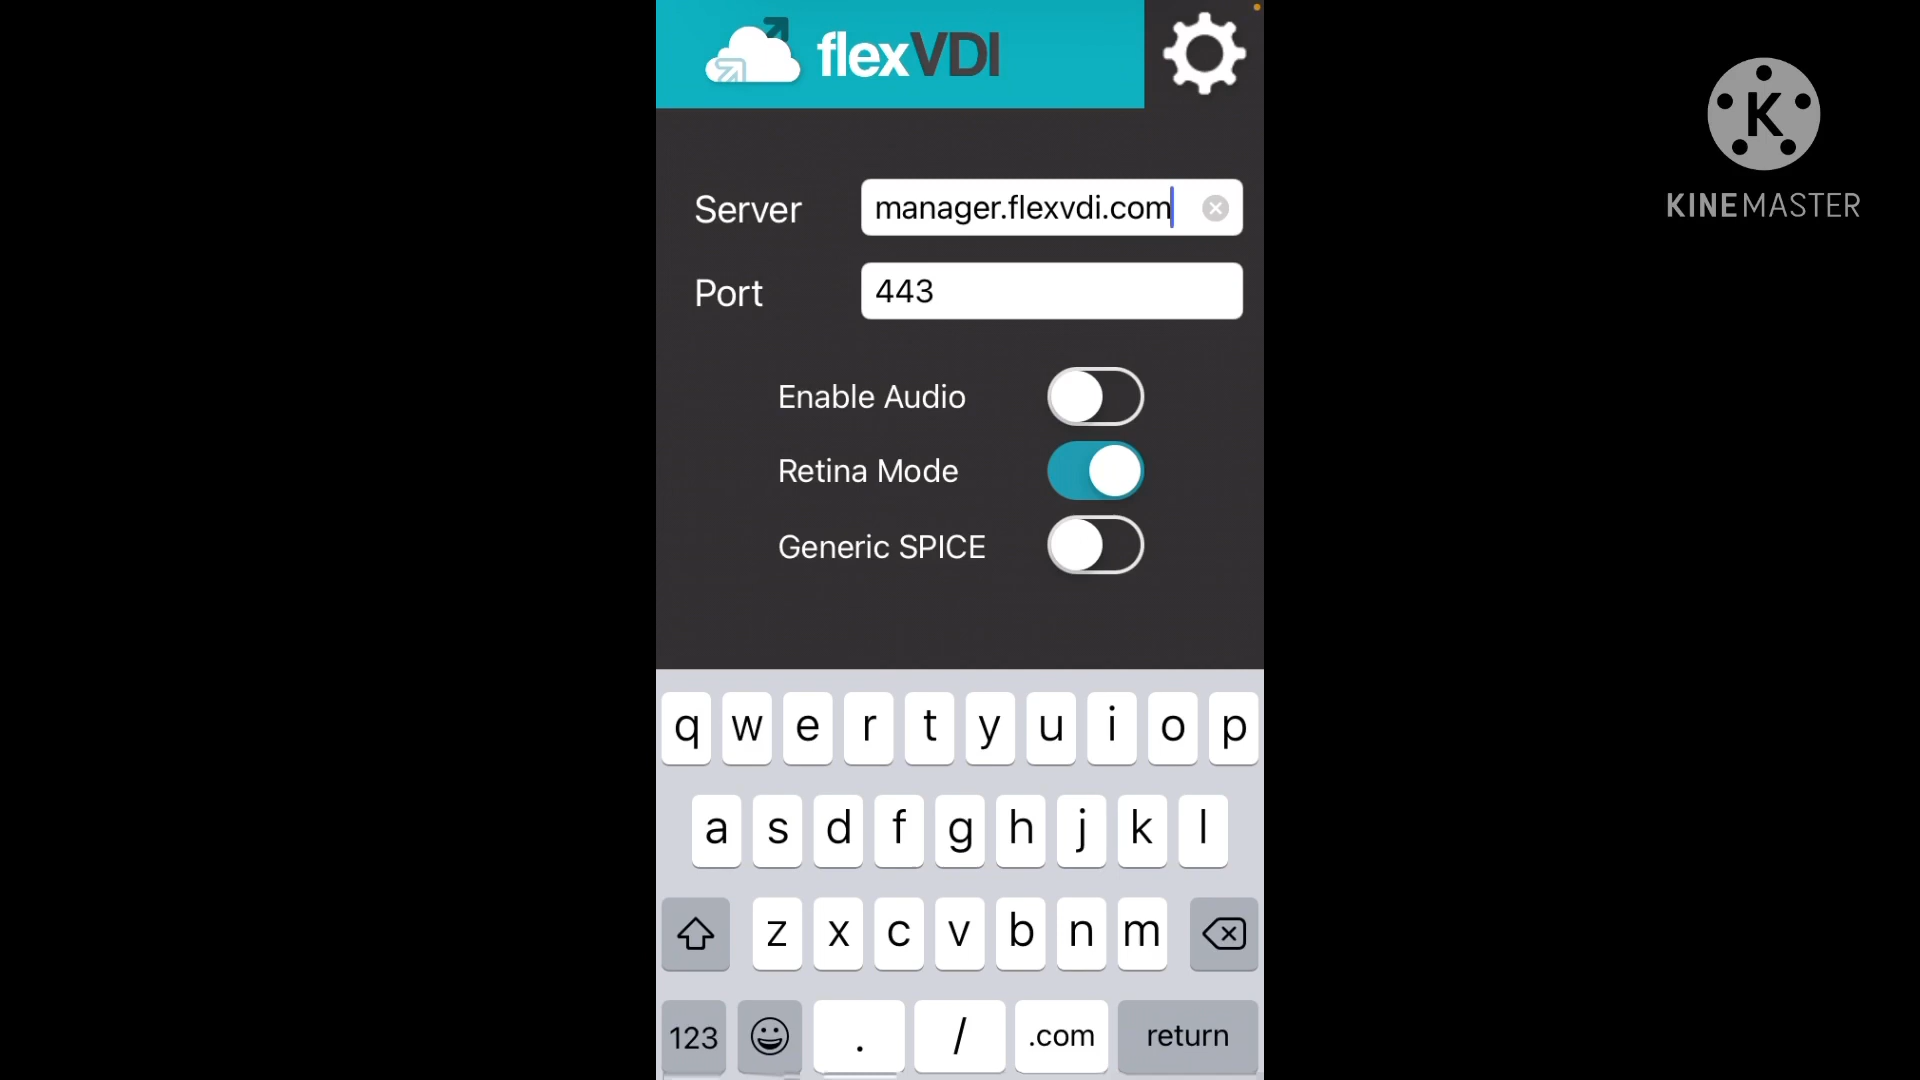 flexVDI
K
KINEMASTER
Server
manager.flexvdi.com
Port
443
Enable Audio
Retina Mode
Generic SPICE
q w e r t y u i o p
a s d f g h j k l
z x c v b n m
123 . / .com return